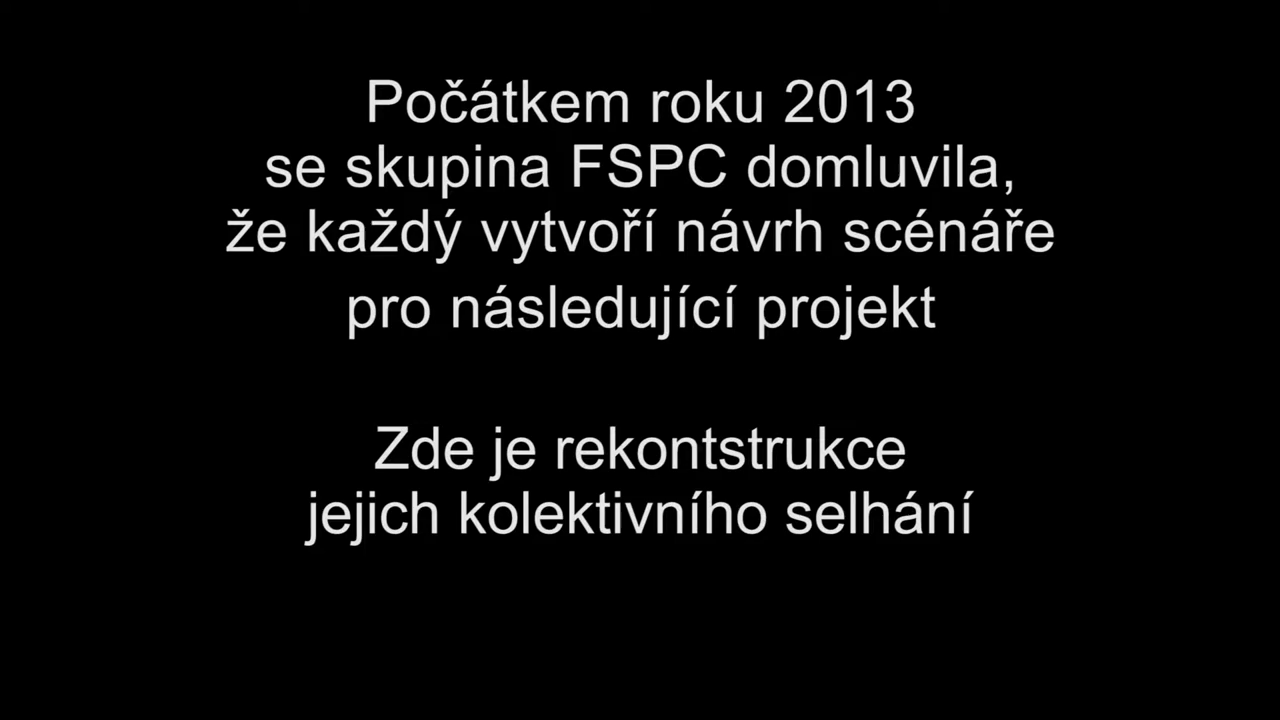 Počátkem roku 2013
se skupina FSPC domluvila,
že každý vytvoří návrh scénáře
pro následující projekt
Zde je rekontstrukce
jejich kolektivního selhání